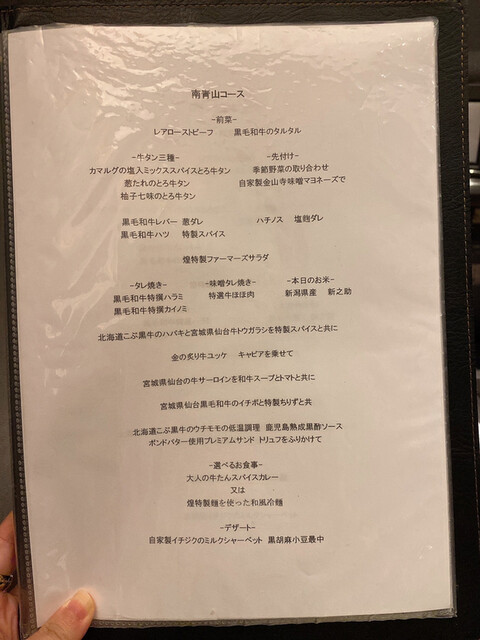 南青山コース
-前菜-
レアローストビーフ　黒毛和牛のタルタル
-牛タン三種-
カマルグの塩入ミックススパイスとろ牛タン
葱たれのとろ牛タン
柚子七味のとろ牛タン
-先付け-
季節野菜の取り合わせ
自家製金山寺味噌マヨネーズで
黒毛和牛レバー　葱ダレ　ハチノス　塩麹ダレ
黒毛和牛ハツ　特製スパイス
煌特製ファーマーズサラダ
-タレ焼き-
黒毛和牛特撰ハラミ
黒毛和牛特撰カイノミ
-味噌タレ焼き-
特選牛ほほ肉
-本日のお米-
新潟県産　新之助
北海道こぶ黒牛のハバキと宮城県仙台牛トウガラシを特製スパイスと共に
金の炙り牛ユッケ　キャビアを乗せて
宮城県仙台の牛サーロインを和牛スープとトマトと共に
宮城県仙台黒毛和牛のイチボと特製ちりずと共
北海道こぶ黒牛のウチモモの低温調理　鹿児島熟成黒酢ソース
ポンドバター使用プレミアムサンド　トリュフをふりかけて
-選べるお食事-
大人の牛たんスパイスカレー
又は
煌特製麺を使った和風冷麺
-デザート-
自家製イチジクのミルクシャーベット　黒胡麻小豆最中